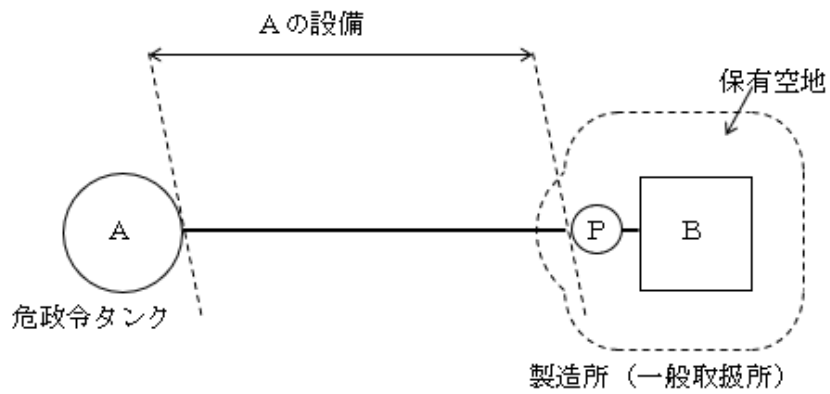 Aの設備
保有空地
A
P
B
危政令タンク
製造所(一般取扱所)